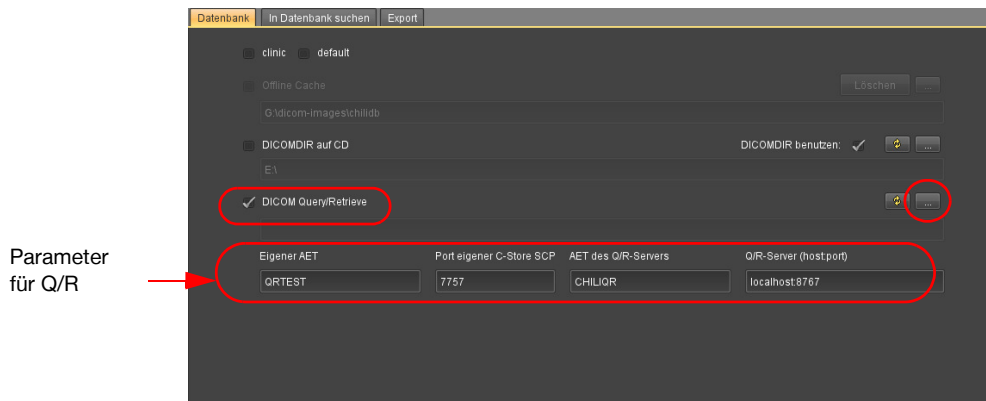 Datenbank In Datenbank suchen Export
clinic default
Offline Cache Löschen ...
G:\dicom-images\chilidb
DICOMDIR auf CD DICOMDIR benutzen: ...
E:\
DICOM Query/Retrieve ...
Parameter
für Q/R
Eigener AET Port eigener C-Store SCP AET des Q/R-Servers Q/R-Server (host:port)
QRTEST 7757 CHILIQR localhost:8767